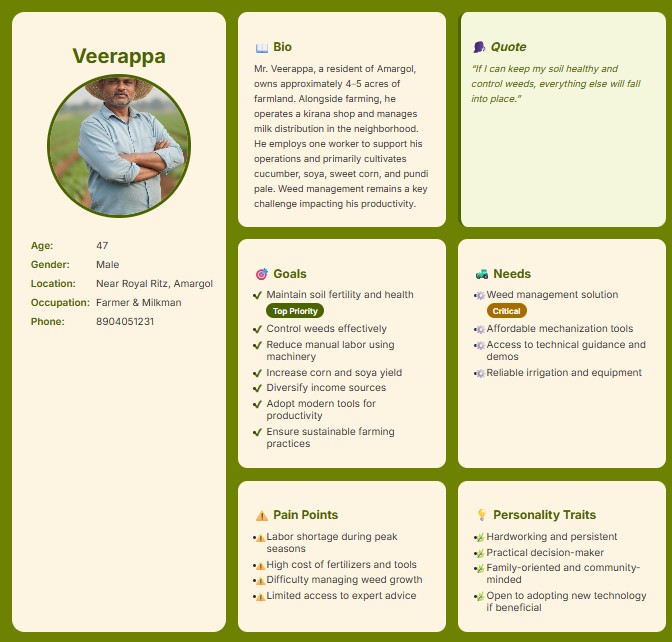 Veerappa
Age: 47
Gender: Male
Location: Near Royal Ritz, Amargol
Occupation: Farmer & Milkman
Phone: 8904051231
Bio
Mr. Veerappa, a resident of Amargol,
owns approximately 4–5 acres of
farmland. Alongside farming, he
operates a kirana shop and manages
milk distribution in the neighborhood.
He employs one worker to support his
operations and primarily cultivates
cucumber, soya, sweet corn, and pundi
pale. Weed management remains a key
challenge impacting his productivity.
Quote
“If I can keep my soil healthy and
control weeds, everything else will fall
into place.”
Goals
Maintain soil fertility and health
Top Priority
Control weeds effectively
Reduce manual labor using
machinery
Increase corn and soya yield
Diversify income sources
Adopt modern tools for
productivity
Ensure sustainable farming
practices
Needs
Weed management solution
Critical
Affordable mechanization tools
Access to technical guidance and
demos
Reliable irrigation and equipment
Pain Points
Labor shortage during peak
seasons
High cost of fertilizers and tools
Difficulty managing weed growth
Limited access to expert advice
Personality Traits
Hardworking and persistent
Practical decision-maker
Family-oriented and community-
minded
Open to adopting new technology
if beneficial